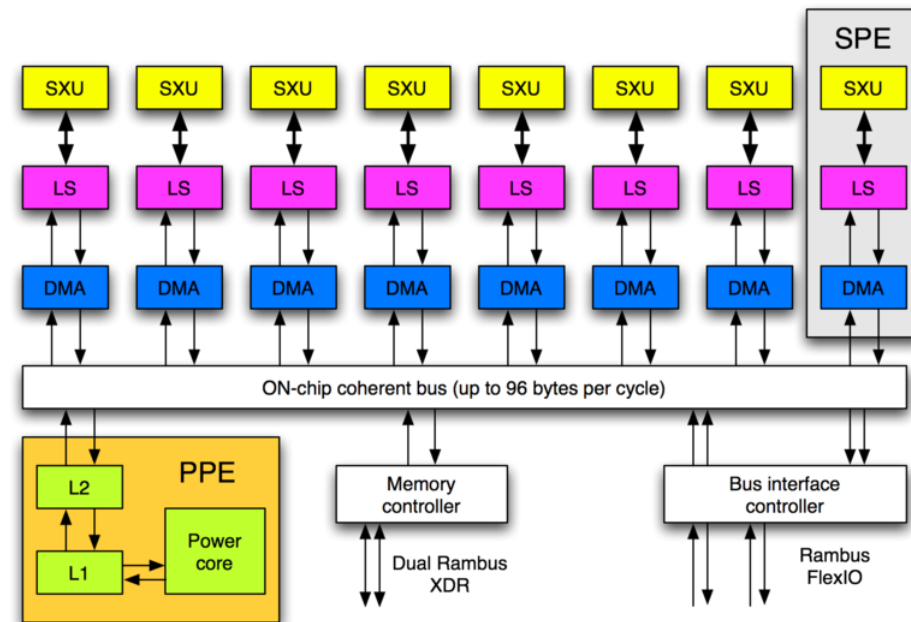 SPE
SXU SXU SXU SXU SXU SXU SXU SXU
LS LS LS LS LS LS LS LS
DMA DMA DMA DMA DMA DMA DMA DMA
ON-chip coherent bus (up to 96 bytes per cycle)
PPE
L2
Power
core
L1
Memory
controller
Dual Rambus
XDR
Bus interface
controller
Rambus
FlexIO